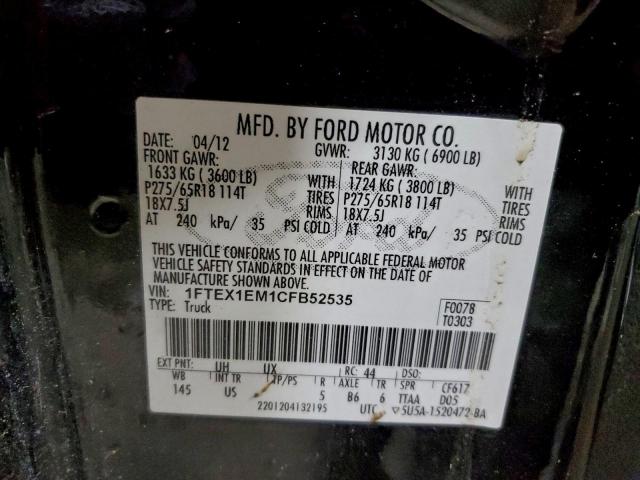 MFD. BY FORD MOTOR CO.
DATE: 04/12 GVWR: 3130 KG ( 6900 LB)
FRONT GAWR: REAR GAWR:
1633 KG ( 3600 LB) WITH 1724 KG ( 3800 LB) WITH
P275/65R18 114T TIRES P275/65R18 114T TIRES
18X7.5J RIMS 18X7.5J RIMS
AT 240 kPa/ 35 PSI COLD AT 240 kPa/ 35 PSI COLD
Ford
THIS VEHICLE CONFORMS TO ALL APPLICABLE FEDERAL MOTOR
VEHICLE SAFETY STANDARDS IN EFFECT ON THE DATE OF
MANUFACTURE SHOWN ABOVE.
VIN: 1FTEX1EM1CFB52535 F0078
TYPE: Truck T0303
EXT PNT: UH UX RC: 44 DSO:
WB INT TR TP/PS R AXLE TR SPR CF617
145 US 5 B6 6 TTAA D05
2201204132195 UTC ▽5U5A-1520472-BA